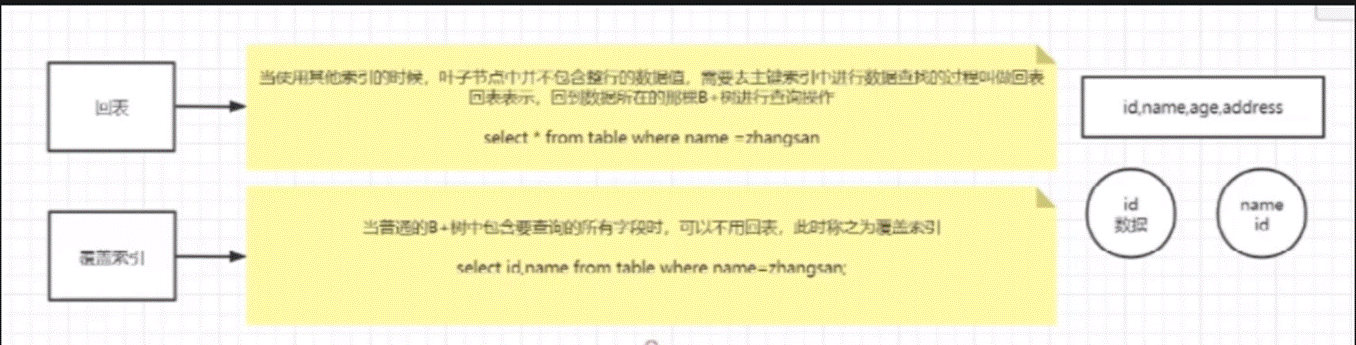 回表
当使用其他索引的时候，叶子节点中并不包含整行的数据值，需要去主键索引中进行数据查找的过程叫做回表
回表表示，回到数据所在的那棵B+树进行查询操作
select * from table where name =zhangsan
id,name,age,address
覆盖索引
当普通的B+树中包含要查询的所有字段时，可以不用回表，此时称之为覆盖索引
select id,name from table where name=zhangsan;
id
数据
name
id